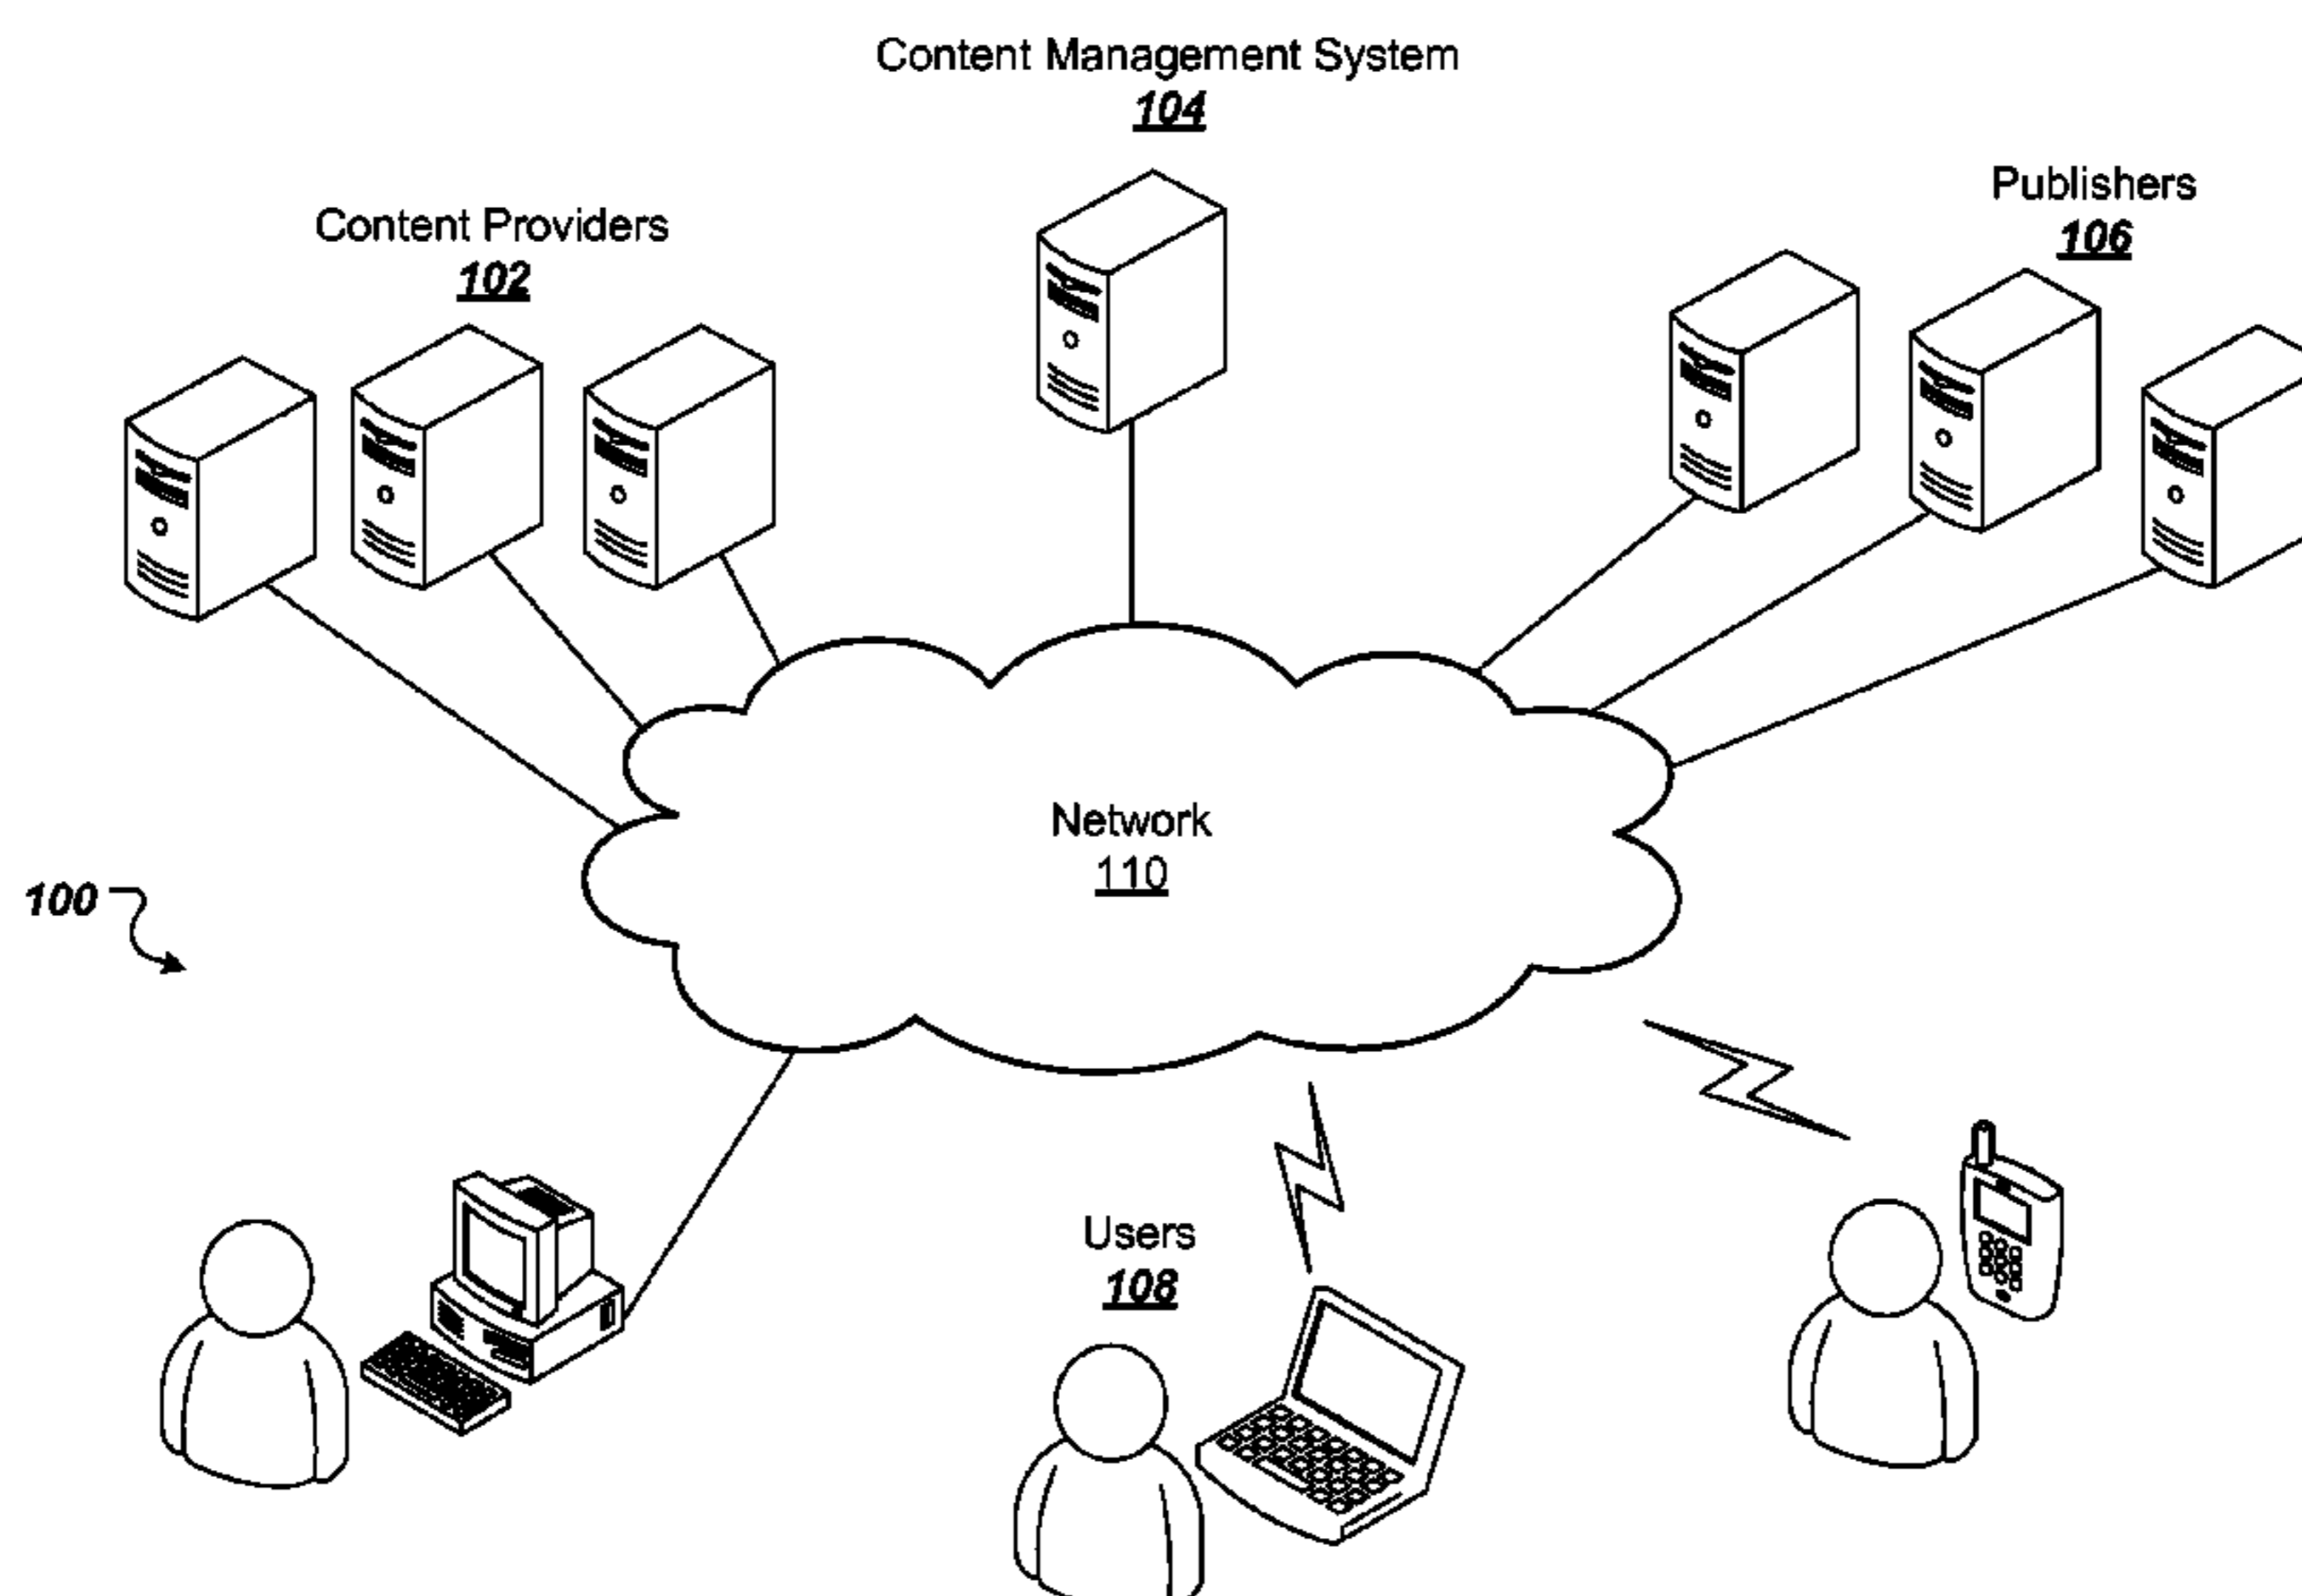 Content Management System
104
Publishers
106
Content Providers
102
Network
110
100
Users
108